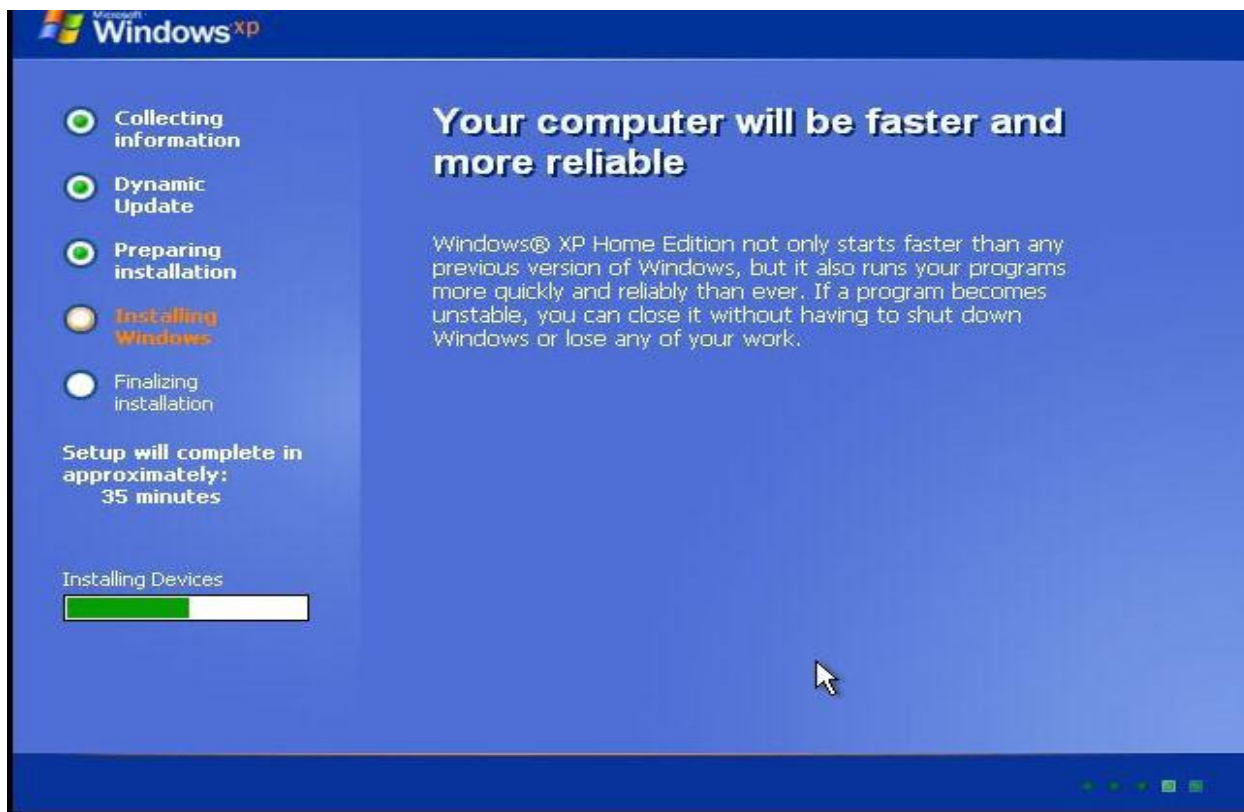 Microsoft
Windows xp
Collecting
information
Dynamic
Update
Preparing
installation
Installing
Windows
Finalizing
installation
Setup will complete in
approximately:
35 minutes
Installing Devices
Your computer will be faster and
more reliable
Windows® XP Home Edition not only starts faster than any
previous version of Windows, but it also runs your programs
more quickly and reliably than ever. If a program becomes
unstable, you can close it without having to shut down
Windows or lose any of your work.